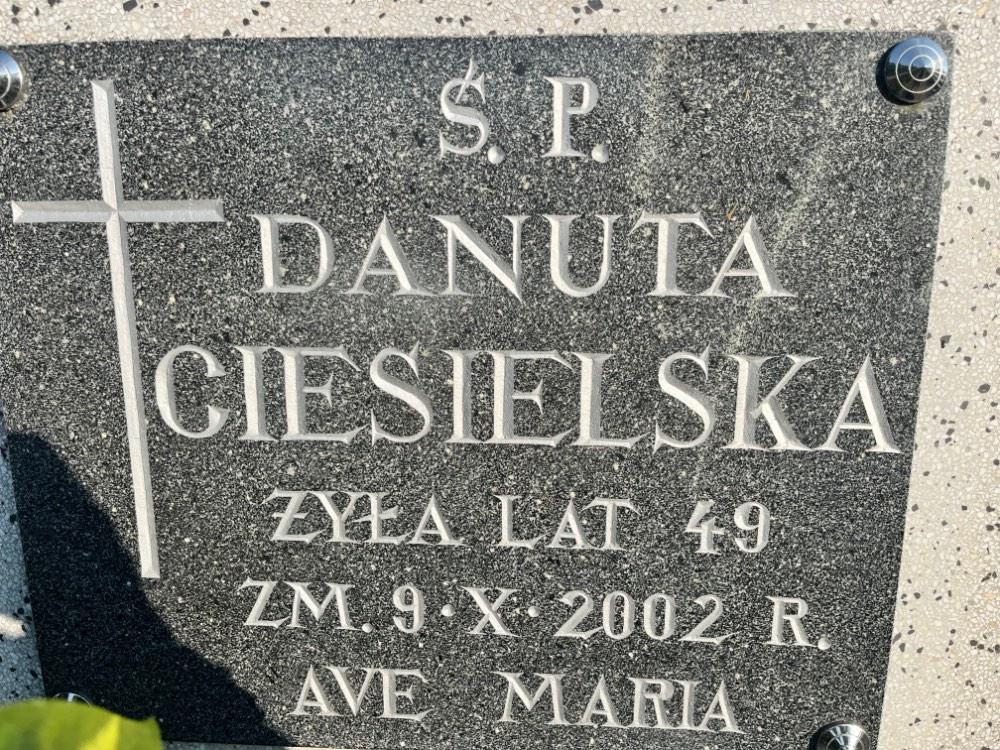 Ś. P.
DANUTA
CIESIELSKA
ŻYŁA LAT 49
ZM. 9·X·2002 R.
AVE MARIA